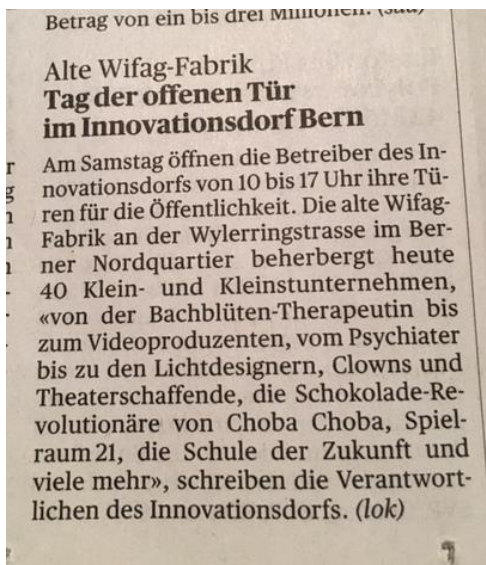 Betrag von ein bis drei Millionen. (sda)
Alte Wifag-Fabrik
Tag der offenen Tür
im Innovationsdorf Bern
Am Samstag öffnen die Betreiber des In-
novationsdorfs von 10 bis 17 Uhr ihre Tü-
ren für die Öffentlichkeit. Die alte Wifag-
Fabrik an der Wylerringstrasse im Ber-
ner Nordquartier beherbergt heute
40 Klein- und Kleinstunternehmen,
«von der Bachblüten-Therapeutin bis
zum Videoproduzenten, vom Psychiater
bis zu den Lichtdesignern, Clowns und
Theaterschaffende, die Schokolade-Re-
volutionäre von Choba Choba, Spiel-
raum 21, die Schule der Zukunft und
viele mehr», schreiben die Verantwort-
lichen des Innovationsdorfs. (lok)